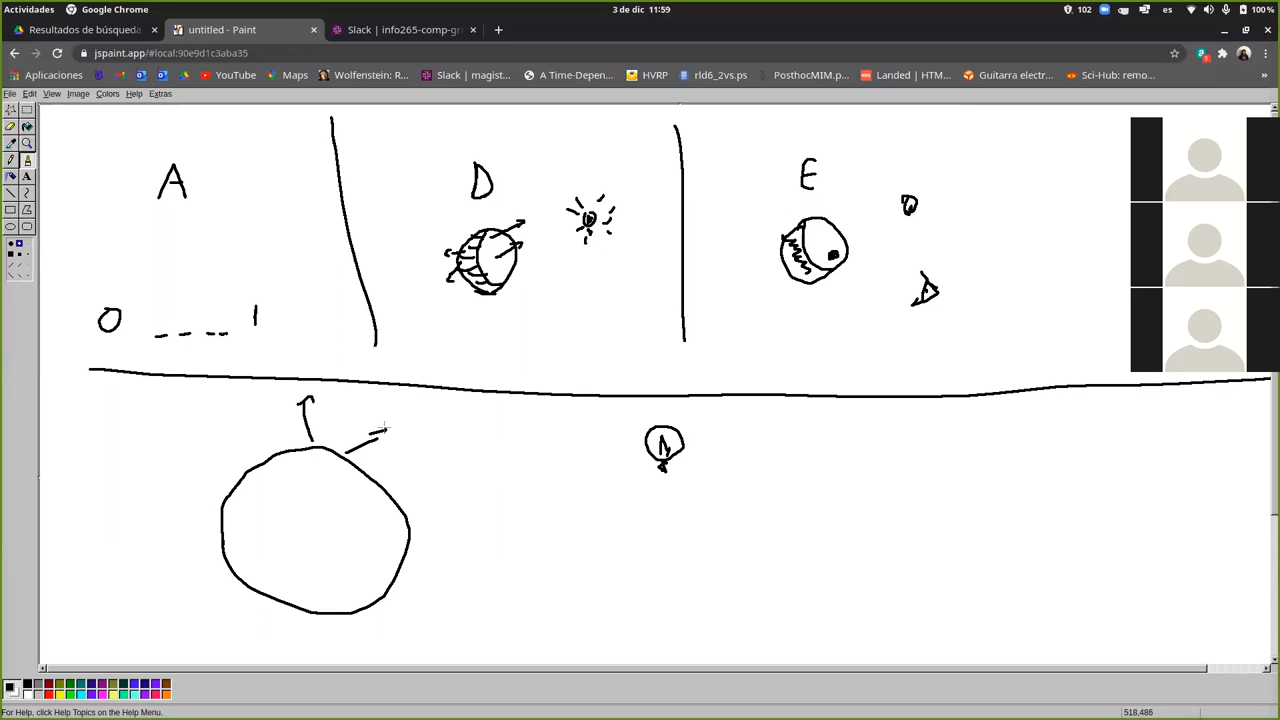 Actividades
Google Chrome
3 de dic 11:59
102
es
100 %
Resultados de búsqueda
untitled - Paint
Slack | info265-comp-gr
jspaint.app/#local:90e9d1c3aba35
Aplicaciones
YouTube
Maps
Wolfenstein: R...
Slack | magist...
A Time-Depen...
HVRP
rld6_2vs.ps
PosthocMIM.pd...
Landed | HTM...
Guitarra electr...
Sci-Hub: remo...
File Edit View Image Colors Help Extras
A
D
E
0 _ _ _ _ 1
For Help, click Help Topics on the Help Menu.
518,486